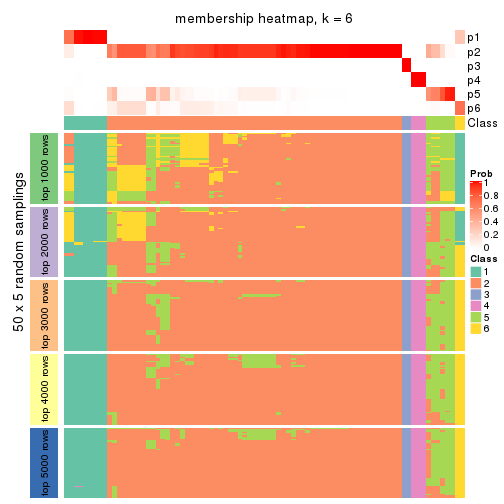 membership heatmap, k = 6
p1
p2
p3
p4
p5
p6
Class
50 x 5 random samplings
top 1000 rows
top 2000 rows
top 3000 rows
top 4000 rows
top 5000 rows
Prob
1
0.8
0.6
0.4
0.2
0
Class
1
2
3
4
5
6